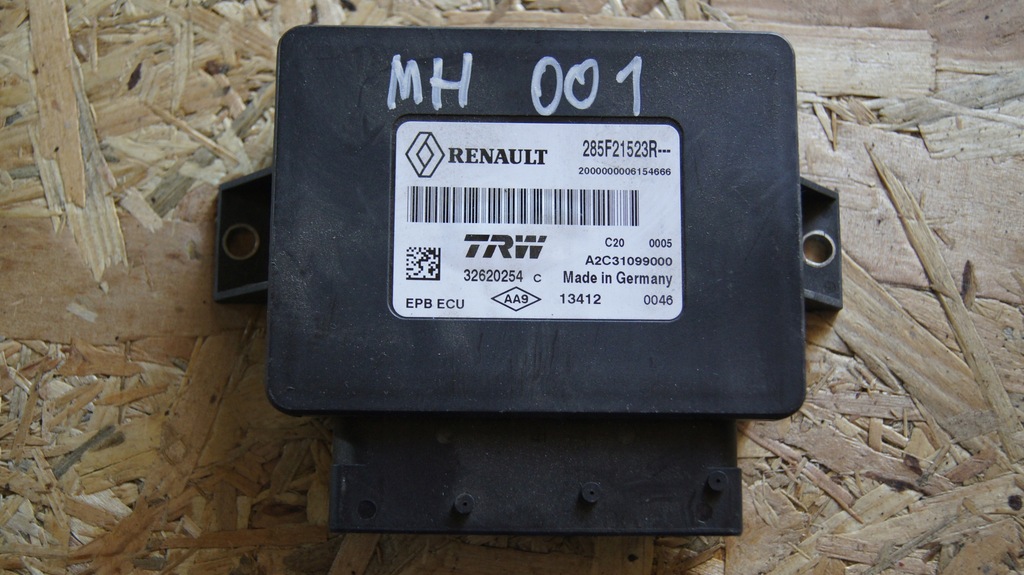 MH 001
RENAULT 285F21523R---
2000000006154666
TRW C20 0005
A2C31099000
32620254 C Made in Germany
EPB ECU AA9 13412 0046